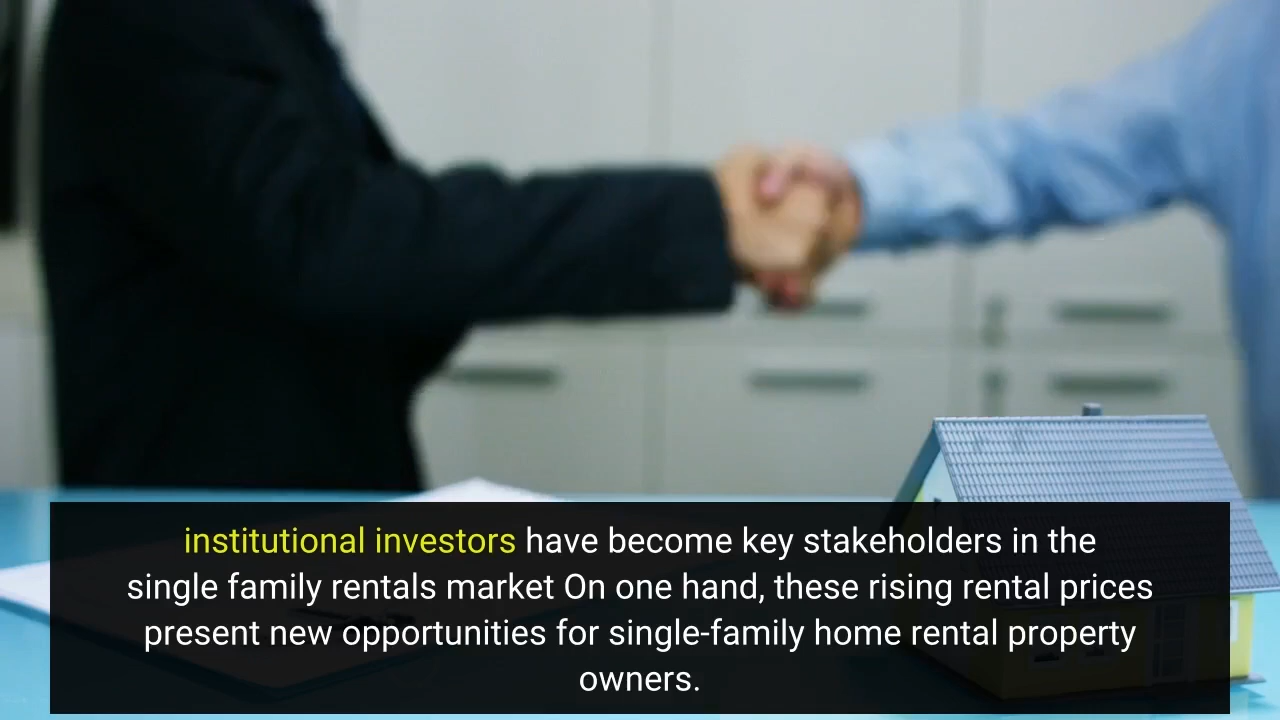 institutional investors have become key stakeholders in the
single family rentals market On one hand, these rising rental prices
present new opportunities for single-family home rental property
owners.